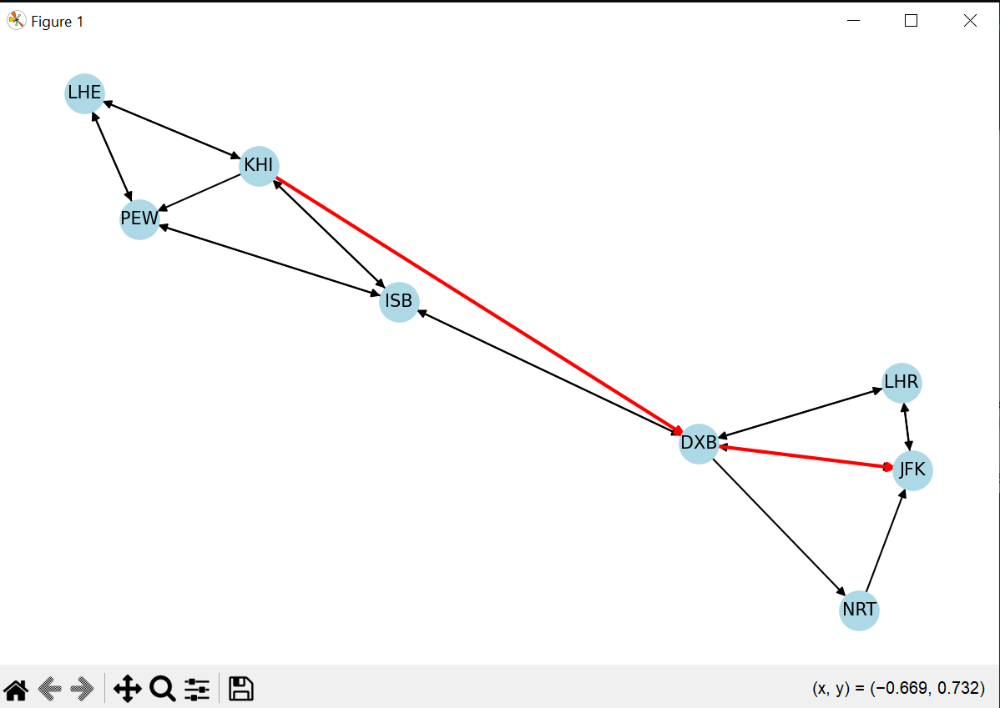 Figure 1
LHE
KHI
PEW
ISB
LHR
DXB
JFK
NRT
(x, y) = (−0.669, 0.732)